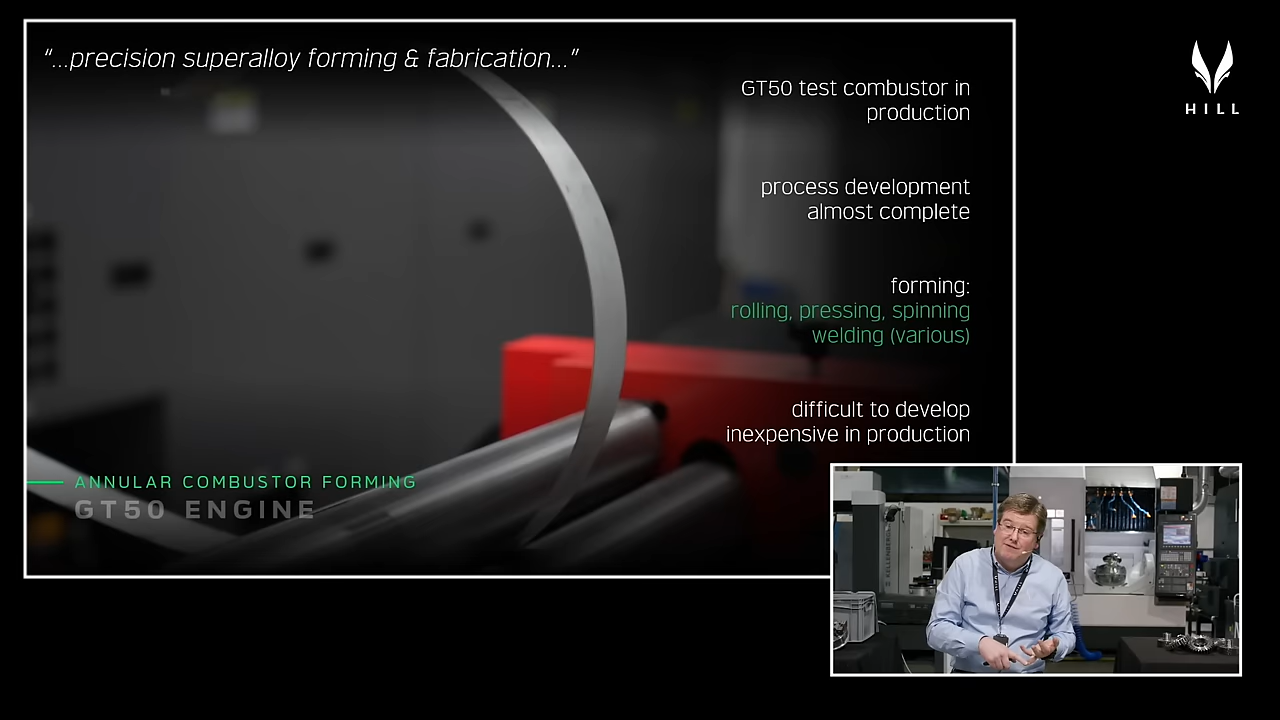 “...precision superalloy forming & fabrication...”
GT50 test combustor in
production
process development
almost complete
forming:
rolling, pressing, spinning
welding (various)
difficult to develop
inexpensive in production
ANNULAR COMBUSTOR FORMING
GT50 ENGINE
HILL
KELLENBERGER